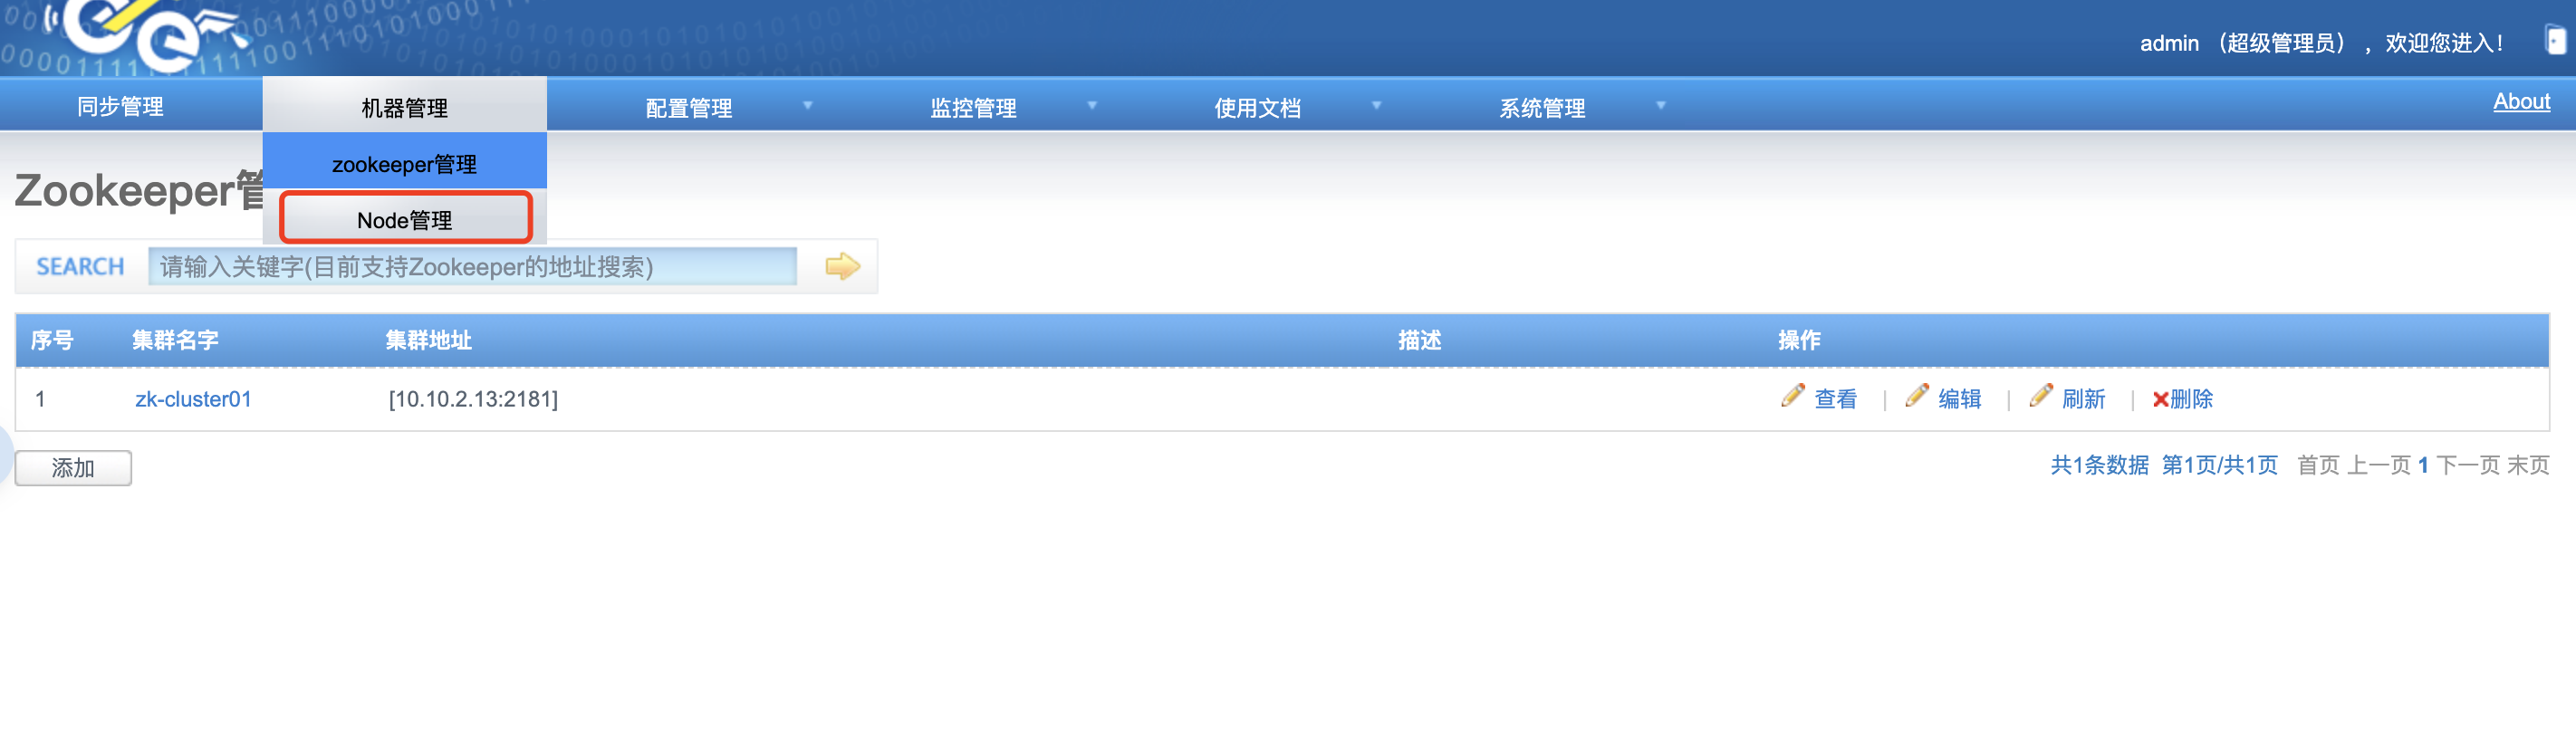 admin （超级管理员） ，欢迎您进入！
同步管理 机器管理 配置管理 监控管理 使用文档 系统管理 About
zookeeper管理
Zookeeper管
Node管理
SEARCH 请输入关键字(目前支持Zookeeper的地址搜索)
序号 集群名字 集群地址 描述 操作
1 zk-cluster01 [10.10.2.13:2181] 查看 | 编辑 | 刷新 | 删除
添加 共1条数据 第1页/共1页 首页 上一页 1 下一页 末页